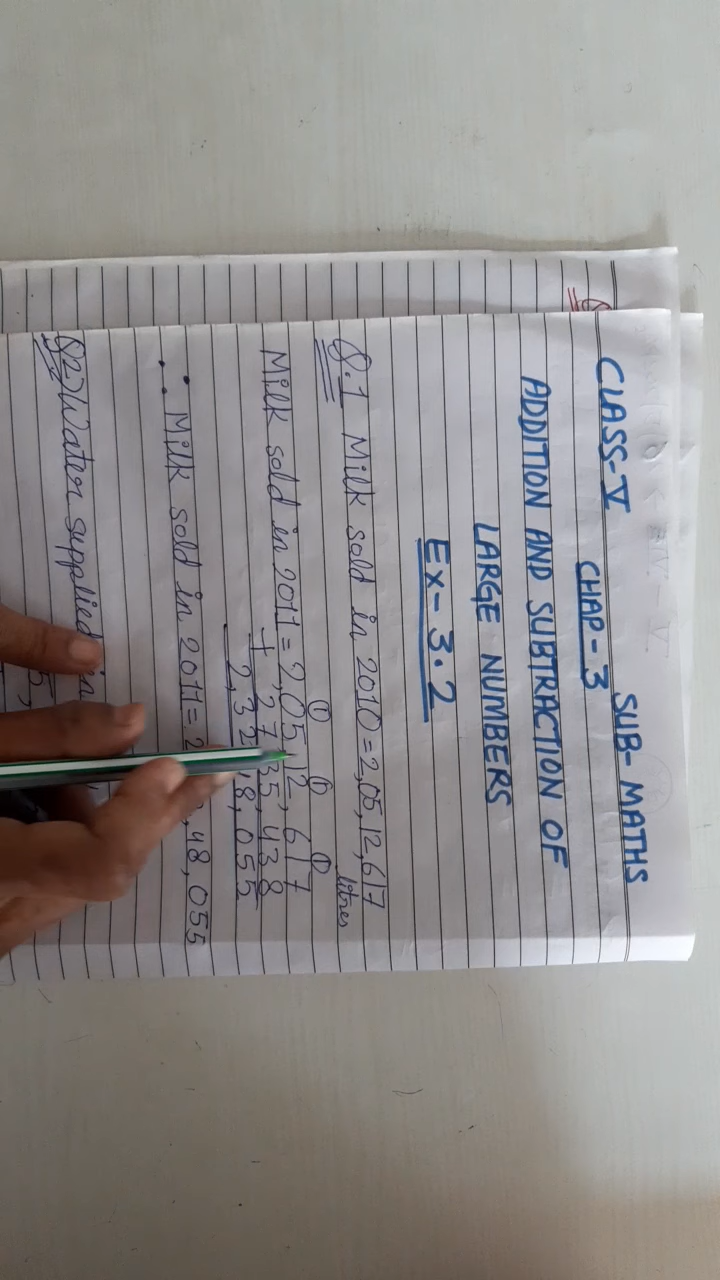 CLASS-V SUB-MATHS
CHAP-3
ADDITION AND SUBTRACTION OF
LARGE NUMBERS
EX-3.2
Q.1 Milk sold in 2010 = 2,05,12,617
litres
Milk sold in 2011 = 2,05,12,617
+ 27,35,438
2,32 8,055
∴ Milk sold in 2011 = 2 ,48,055
Q2) Water supplied